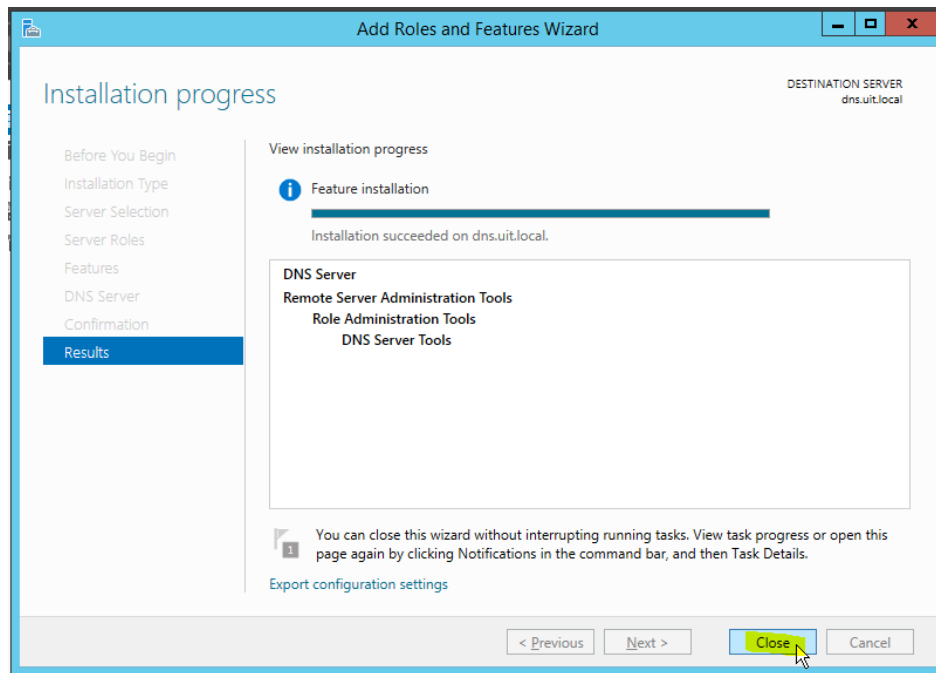 Add Roles and Features Wizard
Installation progress
DESTINATION SERVER
dns.uit.local
Before You Begin
Installation Type
Server Selection
Server Roles
Features
DNS Server
Confirmation
Results
View installation progress
Feature installation
Installation succeeded on dns.uit.local.
DNS Server
Remote Server Administration Tools
Role Administration Tools
DNS Server Tools
1
You can close this wizard without interrupting running tasks. View task progress or open this
page again by clicking Notifications in the command bar, and then Task Details.
Export configuration settings
< Previous
Next >
Close
Cancel